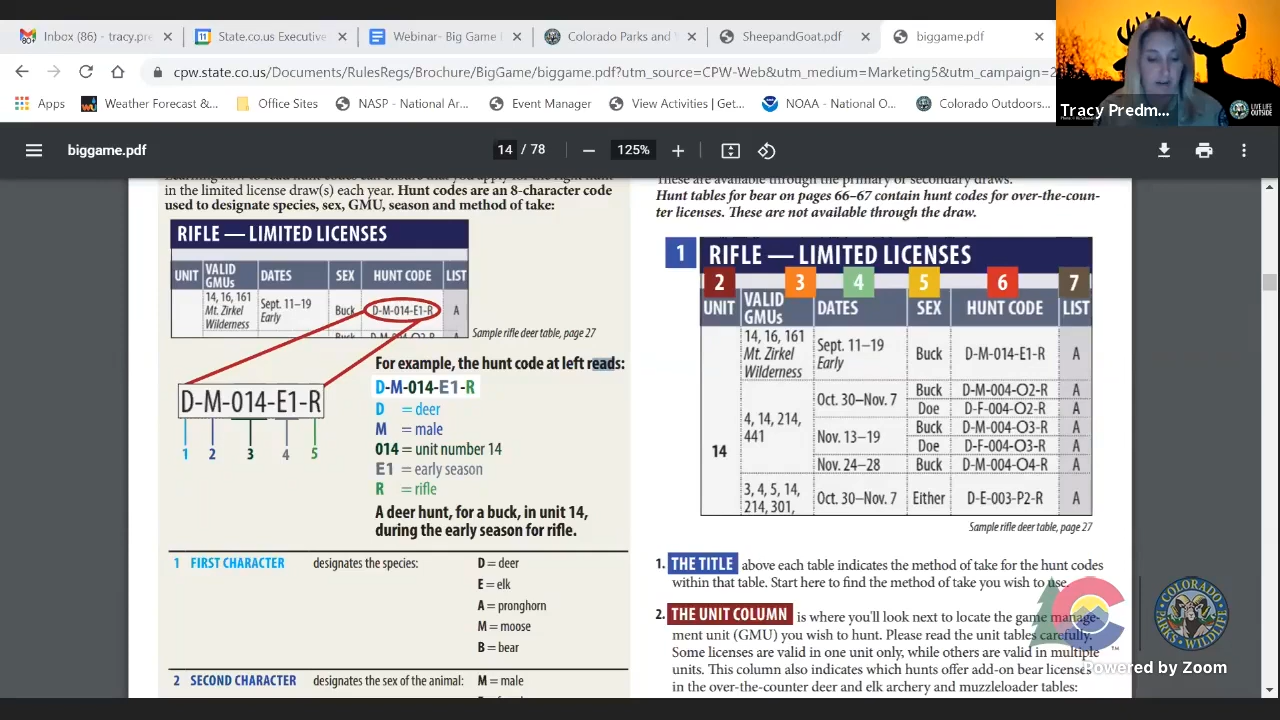 Inbox (86) - tracy.pre
State.co.us Executive
Webinar- Big Game
Colorado Parks and
SheepandGoat.pdf
biggame.pdf
cpw.state.co.us/Documents/RulesRegs/Brochure/BigGame/biggame.pdf?utm_source=CPW-Web&utm_medium=Marketing5&utm_campaign=2
Apps
Weather Forecast &...
Office Sites
NASP - National Ar...
Event Manager
View Activities | Get...
NOAA - National O...
Colorado Outdoors...
Tracy Predm...
LIVE LIFE
OUTSIDE
biggame.pdf
14 / 78
125%
in the limited license draw(s) each year. Hunt codes are an 8-character code
used to designate species, sex, GMU, season and method of take:
RIFLE — LIMITED LICENSES
UNIT VALID GMUs DATES SEX HUNT CODE LIST
14, 16, 161 Mt. Zirkel Wilderness Sept. 11–19 Early Buck D-M-014-E1-R A
Sample rifle deer table, page 27
For example, the hunt code at left reads:
D-M-014-E1-R
D-M-014-E1-R
1 2 3 4 5
D = deer
M = male
014 = unit number 14
E1 = early season
R = rifle
A deer hunt, for a buck, in unit 14,
during the early season for rifle.
1 FIRST CHARACTER designates the species: D = deer
E = elk
A = pronghorn
M = moose
B = bear
2 SECOND CHARACTER designates the sex of the animal: M = male
These are available through the primary or secondary draws.
Hunt tables for bear on pages 66–67 contain hunt codes for over-the-coun-
ter licenses. These are not available through the draw.
1 RIFLE — LIMITED LICENSES
2 3 4 5 6 7
UNIT VALID GMUs DATES SEX HUNT CODE LIST
14, 16, 161 Mt. Zirkel Wilderness Sept. 11–19 Early Buck D-M-014-E1-R A
14 4, 14, 214, 441 Oct. 30–Nov. 7 Buck D-M-004-O2-R A
Doe D-F-004-O2-R A
Nov. 13–19 Buck D-M-004-O3-R A
Doe D-F-004-O3-R A
Nov. 24–28 Buck D-M-004-O4-R A
3, 4, 5, 14, 214, 301, Oct. 30–Nov. 7 Either D-E-003-P2-R A
Sample rifle deer table, page 27
1. THE TITLE above each table indicates the method of take for the hunt codes
within that table. Start here to find the method of take you wish to use.
2. THE UNIT COLUMN is where you'll look next to locate the game manage-
ment unit (GMU) you wish to hunt. Please read the unit tables carefully.
Some licenses are valid in one unit only, while others are valid in multiple
units. This column also indicates which hunts offer add-on bear licenses
in the over-the-counter deer and elk archery and muzzleloader tables:
COLORADO
PARKS
WILDLIFE
Powered by Zoom